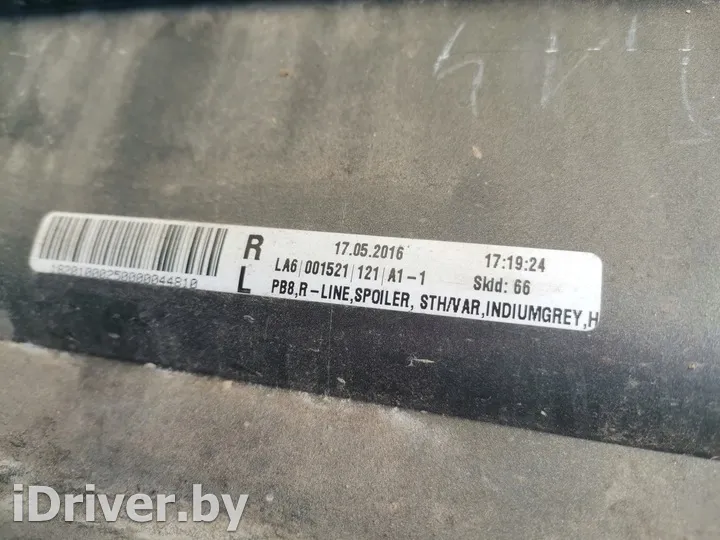 R
17.05.2016 17:19:24
LA6 001521 121 A1-1 Skid: 66
L
PB8,R-LINE,SPOILER, STH/VAR,INDIUMGREY,H
iDriver.by